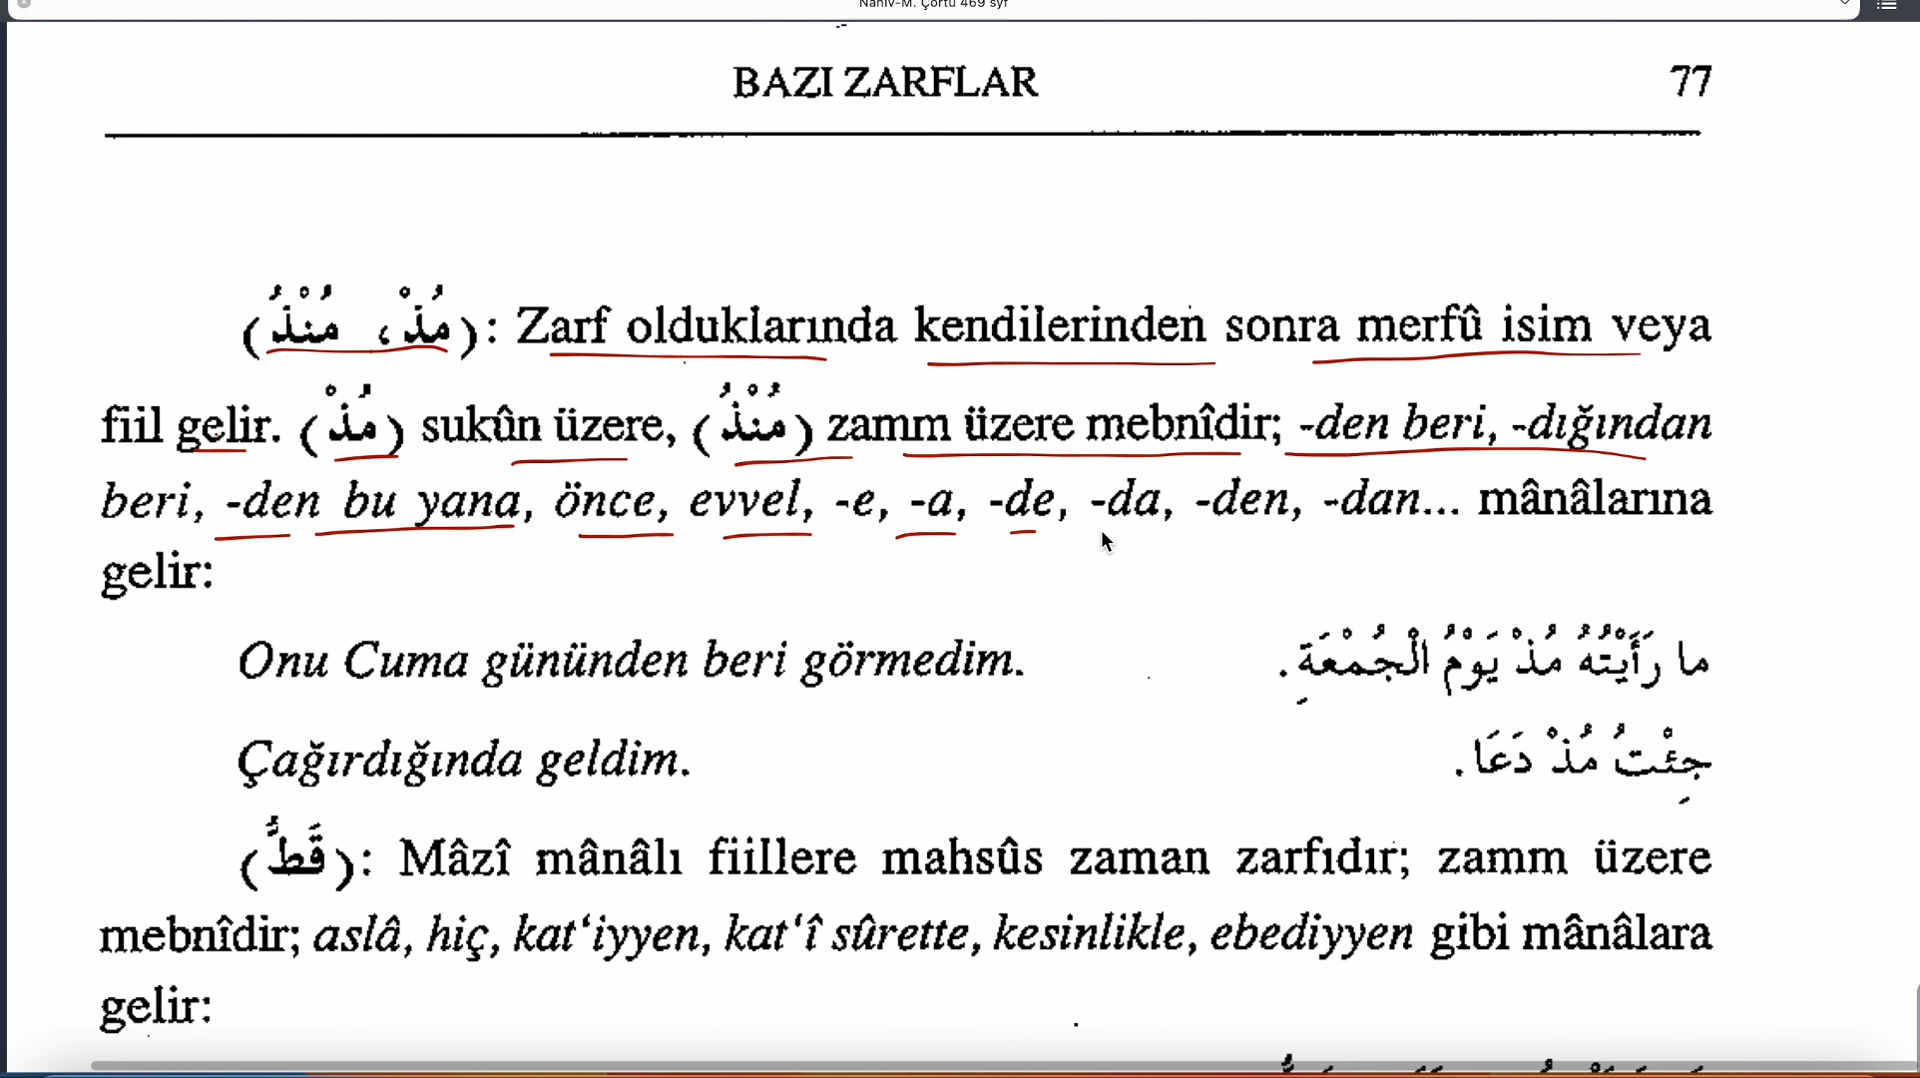 Nahiv-M. Çörtü 469 syf
BAZI ZARFLAR 77
(مُذْ، مُنْذُ): Zarf olduklarında kendilerinden sonra merfû isim veya
fiil gelir. (مُذْ) sukûn üzere, (مُنْذُ) zamm üzere mebnîdir; -den beri, -dığından
beri, -den bu yana, önce, evvel, -e, -a, -de, -da, -den, -dan... mânâlarına
gelir:
Onu Cuma gününden beri görmedim. ما رَأَيْتُهُ مُذْ يَوْمُ الْجُمْعَةِ.
Çağırdığında geldim. جِئْتُ مُذْ دَعَا.
(قَطُّ): Mâzî mânâlı fiillere mahsûs zaman zarfıdır; zamm üzere
mebnîdir; aslâ, hiç, kat‘iyyen, kat‘î sûrette, kesinlikle, ebediyyen gibi mânâlara
gelir: